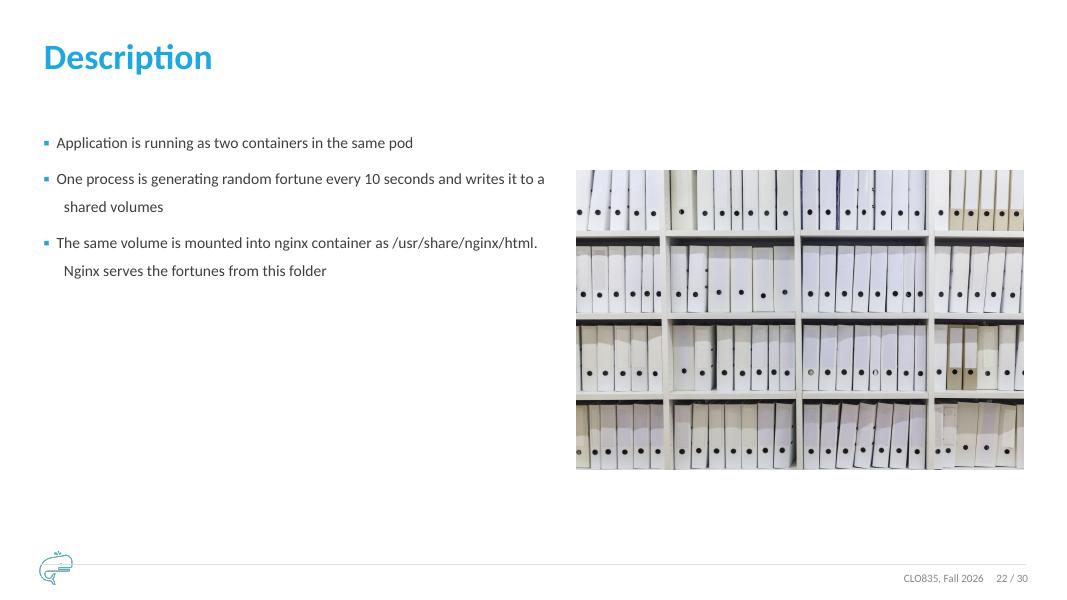 Description
▪ Application is running as two containers in the same pod
▪ One process is generating random fortune every 10 seconds and writes it to a
shared volumes
▪ The same volume is mounted into nginx container as /usr/share/nginx/html.
Nginx serves the fortunes from this folder
CLO835, Fall 2026 22 / 30